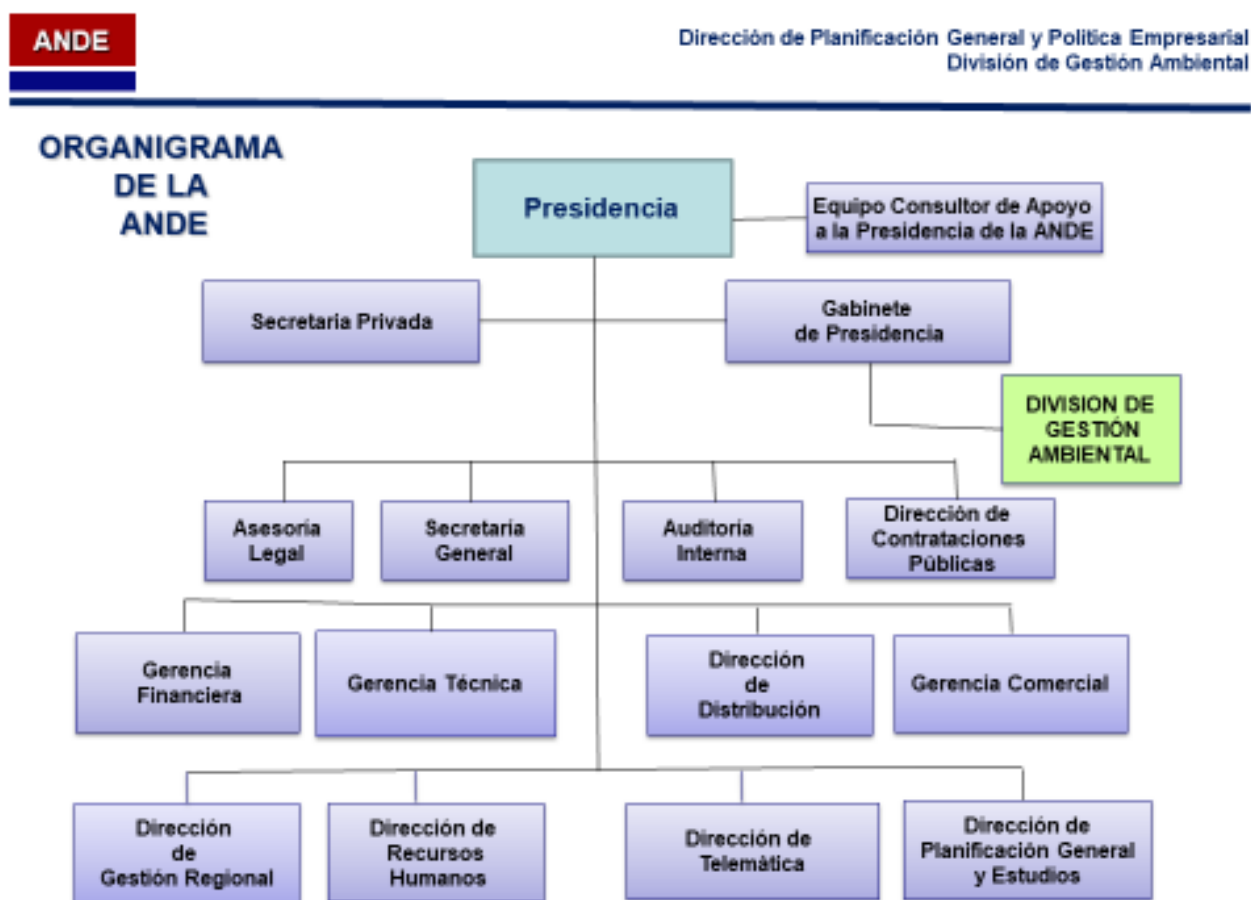 ANDE
Dirección de Planificación General y Política Empresarial
División de Gestión Ambiental
ORGANIGRAMA
DE LA
ANDE
Presidencia
Equipo Consultor de Apoyo
a la Presidencia de la ANDE
Secretaria Privada
Gabinete
de Presidencia
DIVISION DE
GESTIÓN
AMBIENTAL
Asesoría
Legal
Secretaría
General
Auditoría
Interna
Dirección de
Contrataciones
Públicas
Gerencia
Financiera
Gerencia Técnica
Dirección
de
Distribución
Gerencia Comercial
Dirección
de
Gestión Regional
Dirección de
Recursos
Humanos
Dirección de
Telemática
Dirección de
Planificación General
y Estudios